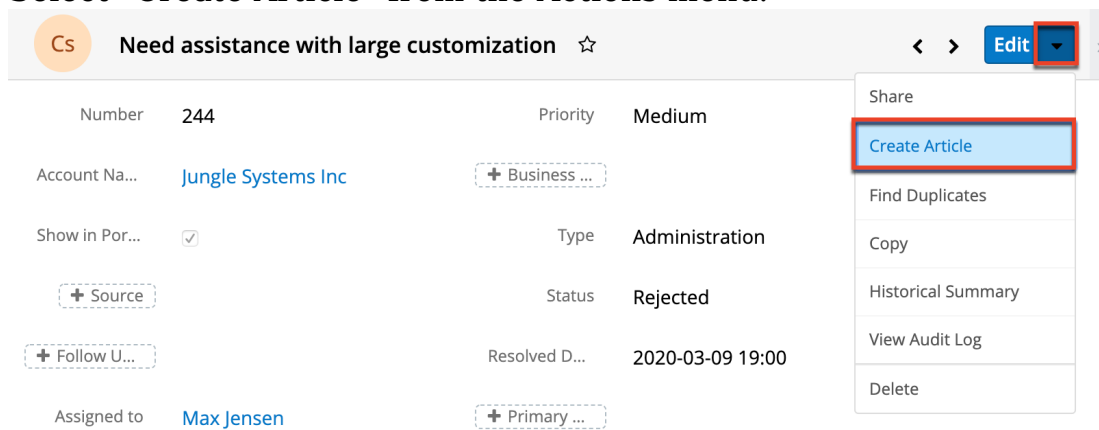 Select "Create Article" from the Actions menu.
Cs Need assistance with large customization Edit
Share
Number 244 Priority Medium
Create Article
Account Na... Jungle Systems Inc Business ...
Find Duplicates
Show in Por... Type Administration
Copy
Source Status Rejected
Historical Summary
View Audit Log
Follow U... Resolved D... 2020-03-09 19:00
Delete
Assigned to Max Jensen Primary ...